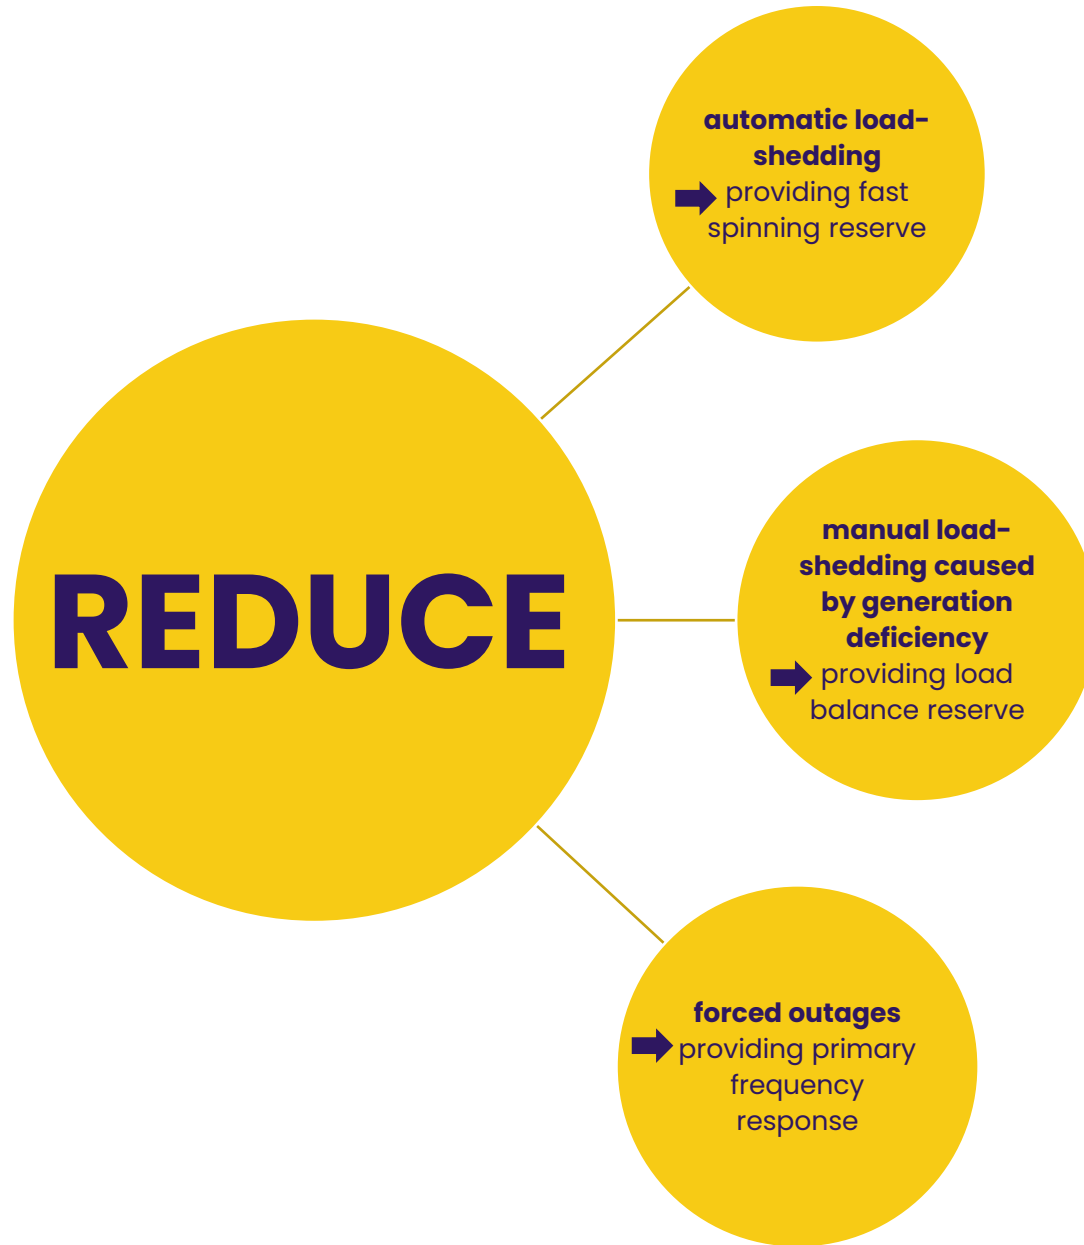 automatic load-
shedding
providing fast
spinning reserve
REDUCE
manual load-
shedding caused
by generation
deficiency
providing load
balance reserve
forced outages
providing primary
frequency
response